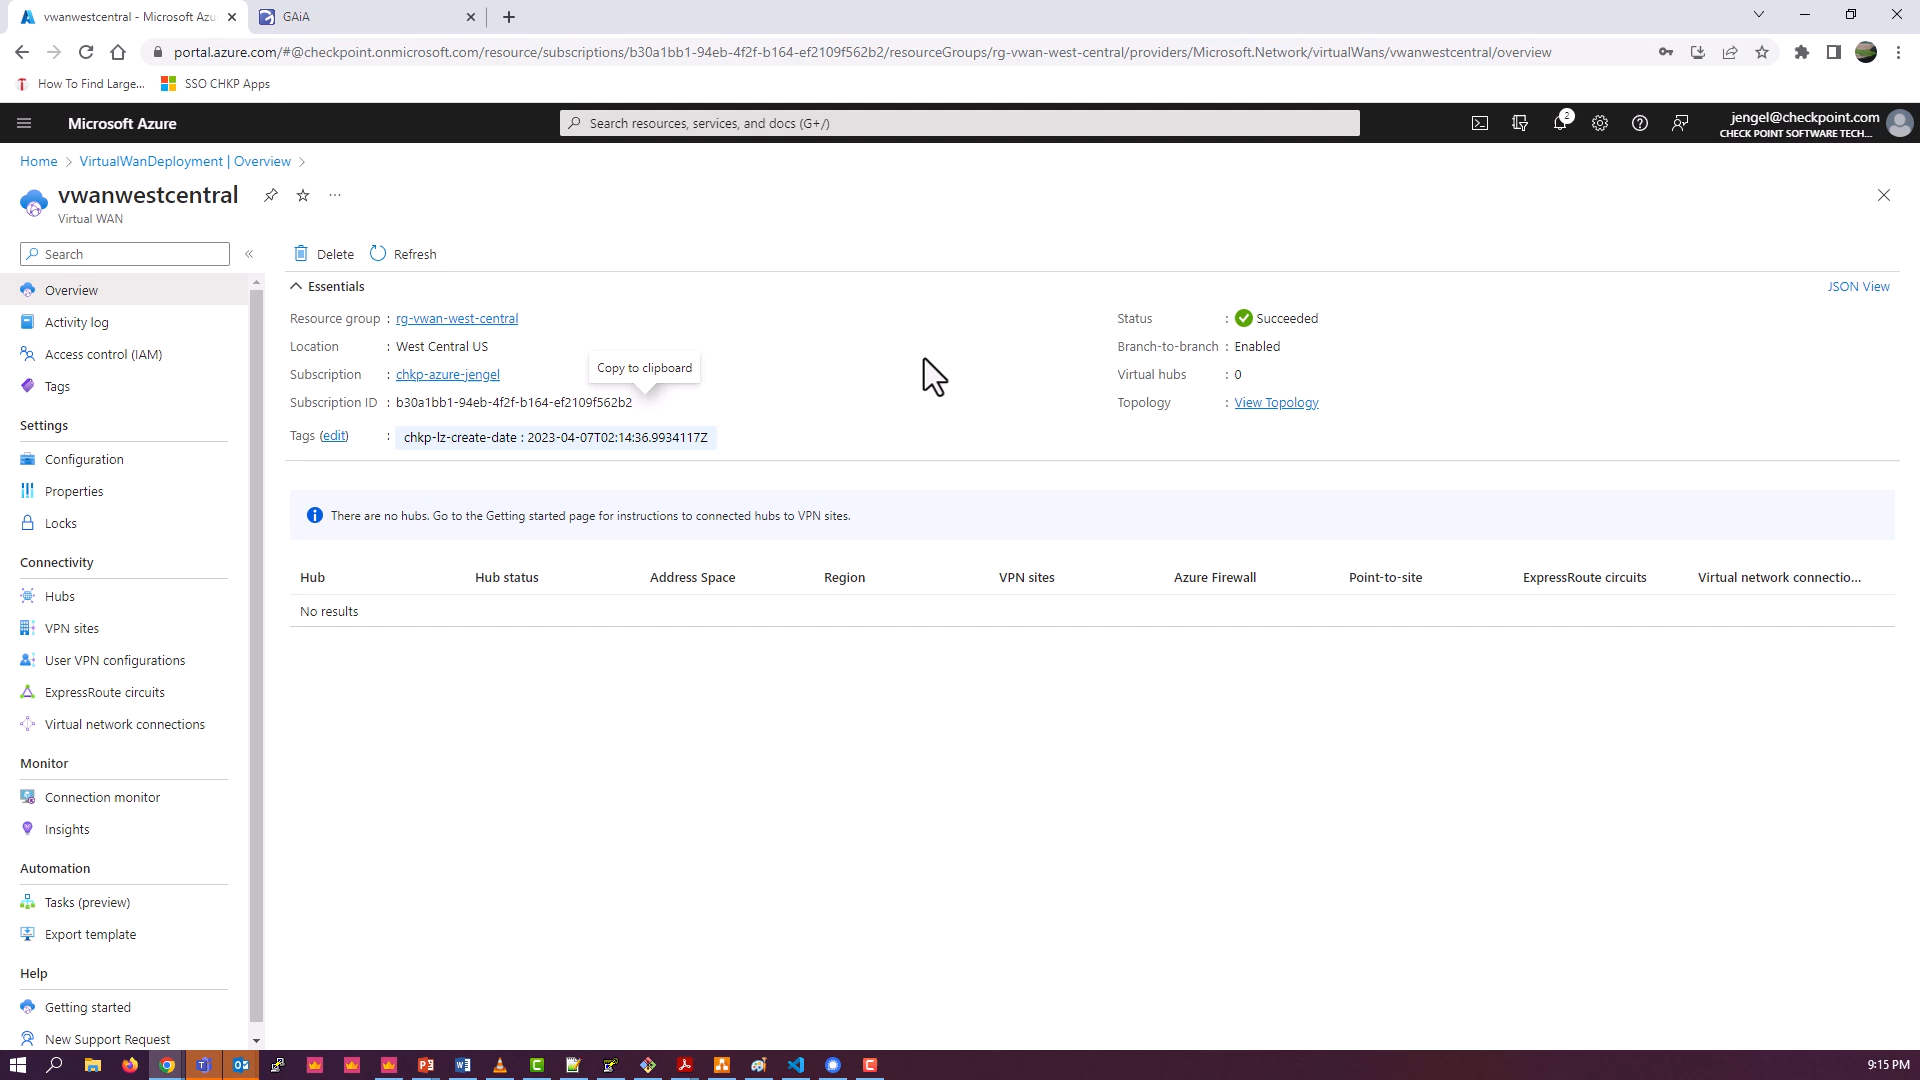 vwanwestcentral - Microsoft Azu
GAiA
portal.azure.com/#@checkpoint.onmicrosoft.com/resource/subscriptions/b30a1bb1-94eb-4f2f-b164-ef2109f562b2/resourceGroups/rg-vwan-west-central/providers/Microsoft.Network/virtualWans/vwanwestcentral/overview
How To Find Large...
SSO CHKP Apps
Microsoft Azure
Search resources, services, and docs (G+/)
2
jengel@checkpoint.com
CHECK POINT SOFTWARE TECH...
Home > VirtualWanDeployment | Overview >
vwanwestcentral
Virtual WAN
Search
«
Delete
Refresh
Overview
Activity log
Access control (IAM)
Tags
Settings
Configuration
Properties
Locks
Connectivity
Hubs
VPN sites
User VPN configurations
ExpressRoute circuits
Virtual network connections
Monitor
Connection monitor
Insights
Automation
Tasks (preview)
Export template
Help
Getting started
New Support Request
Essentials
JSON View
Resource group : rg-vwan-west-central
Location : West Central US
Subscription : chkp-azure-jengel
Subscription ID : b30a1bb1-94eb-4f2f-b164-ef2109f562b2
Tags (edit) : chkp-lz-create-date : 2023-04-07T02:14:36.9934117Z
Copy to clipboard
Status : Succeeded
Branch-to-branch : Enabled
Virtual hubs : 0
Topology : View Topology
There are no hubs. Go to the Getting started page for instructions to connected hubs to VPN sites.
Hub Hub status Address Space Region VPN sites Azure Firewall Point-to-site ExpressRoute circuits Virtual network connectio...
No results
9:15 PM